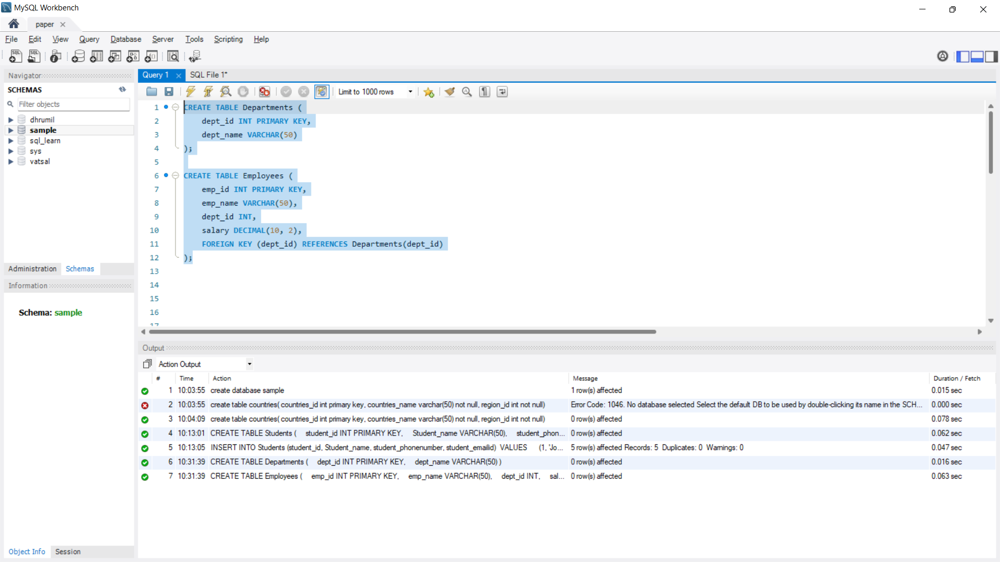 MySQL Workbench
paper
File Edit View Query Database Server Tools Scripting Help
Navigator
SCHEMAS
Filter objects
dhrumil
sample
sql_learn
sys
vatsal
Administration Schemas
Information
Schema: sample
Object Info Session
Query 1 SQL File 1*
Limit to 1000 rows
1 CREATE TABLE Departments (
2 dept_id INT PRIMARY KEY,
3 dept_name VARCHAR(50)
4 );
5
6 CREATE TABLE Employees (
7 emp_id INT PRIMARY KEY,
8 emp_name VARCHAR(50),
9 dept_id INT,
10 salary DECIMAL(10, 2),
11 FOREIGN KEY (dept_id) REFERENCES Departments(dept_id)
12 );
13
14
15
16
17
Output
Action Output
# Time Action Message Duration / Fetch
1 10:03:55 create database sample 1 row(s) affected 0.015 sec
2 10:03:55 create table countries( countries_id int primary key, countries_name varchar(50) not null, region_id int not null) Error Code: 1046. No database selected Select the default DB to be used by double-clicking its name in the SCH... 0.000 sec
3 10:04:09 create table countries( countries_id int primary key, countries_name varchar(50) not null, region_id int not null) 0 row(s) affected 0.078 sec
4 10:13:01 CREATE TABLE Students ( student_id INT PRIMARY KEY, Student_name VARCHAR(50), student_phon... 0 row(s) affected 0.062 sec
5 10:13:05 INSERT INTO Students (student_id, Student_name, student_phonenumber, student_emailid) VALUES (1, 'Jo... 5 row(s) affected Records: 5 Duplicates: 0 Warnings: 0 0.047 sec
6 10:31:39 CREATE TABLE Departments ( dept_id INT PRIMARY KEY, dept_name VARCHAR(50) ) 0 row(s) affected 0.016 sec
7 10:31:39 CREATE TABLE Employees ( emp_id INT PRIMARY KEY, emp_name VARCHAR(50), dept_id INT, sal... 0 row(s) affected 0.063 sec